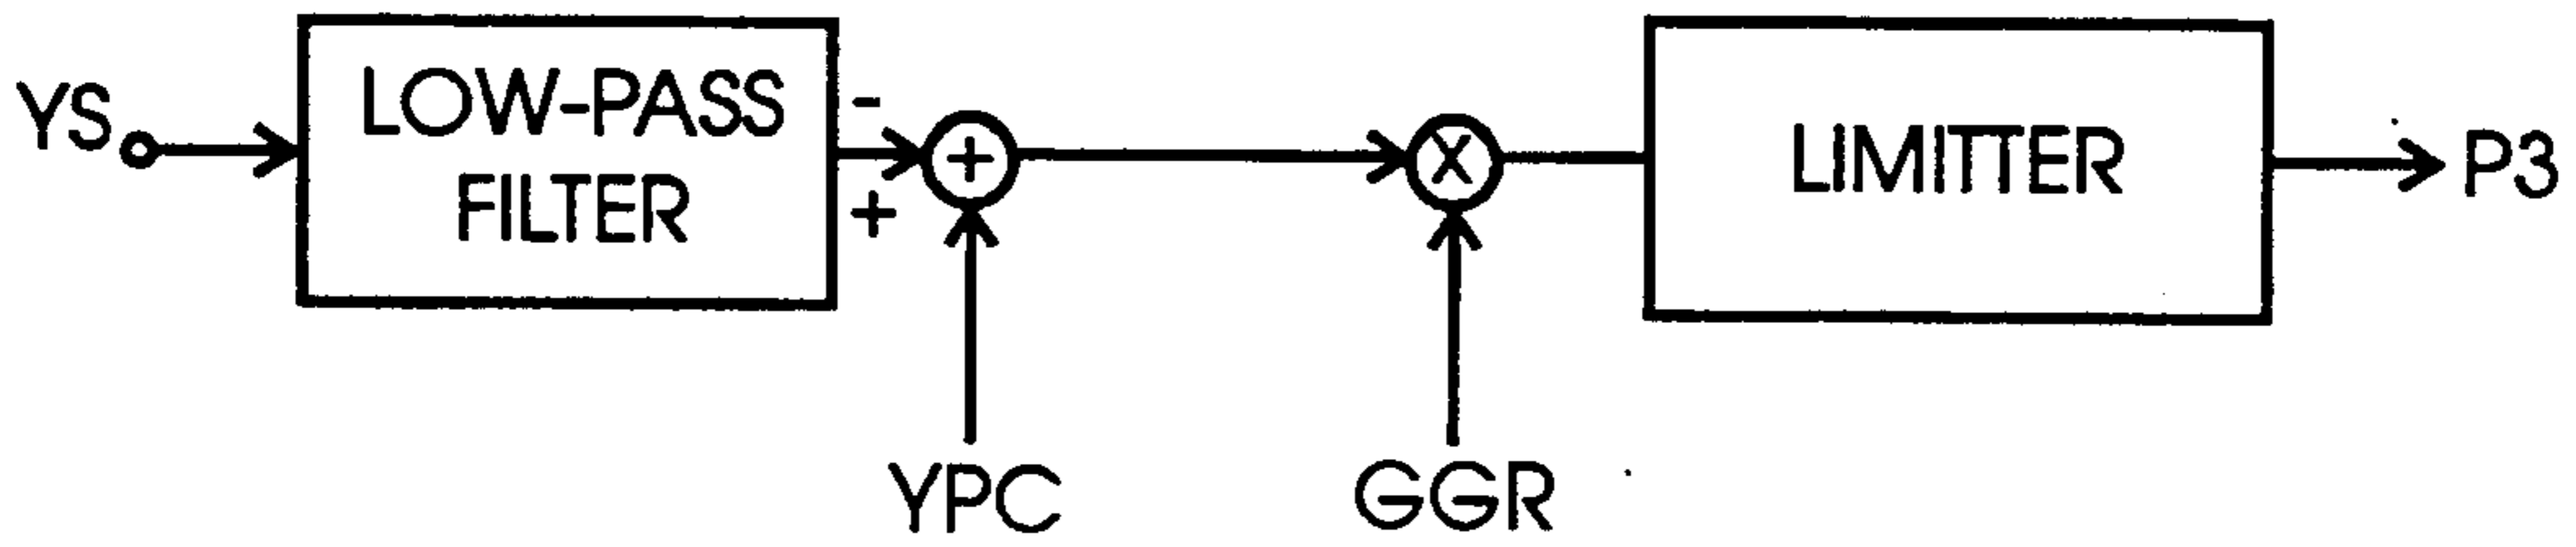 YS
LOW-PASS
FILTER
-
+
+
X
LIMITTER
P3
YPC
GGR